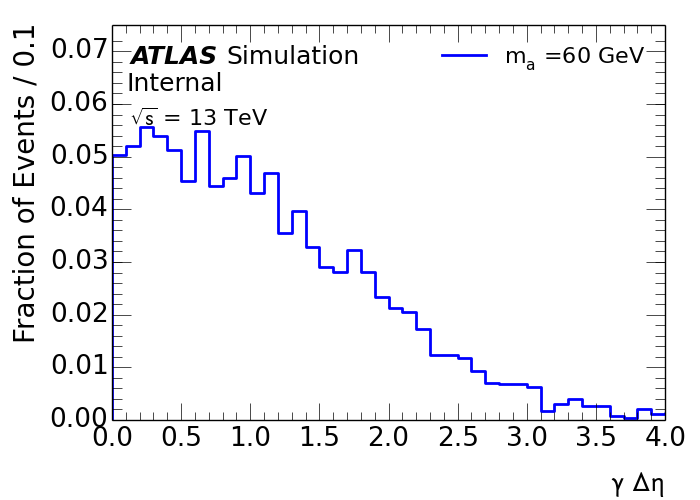 ATLAS Simulation
Internal
√s = 13 TeV
mₐ =60 GeV
Fraction of Events / 0.1
0.07
0.06
0.05
0.04
0.03
0.02
0.01
0.00
0.0 0.5 1.0 1.5 2.0 2.5 3.0 3.5 4.0
γ Δη